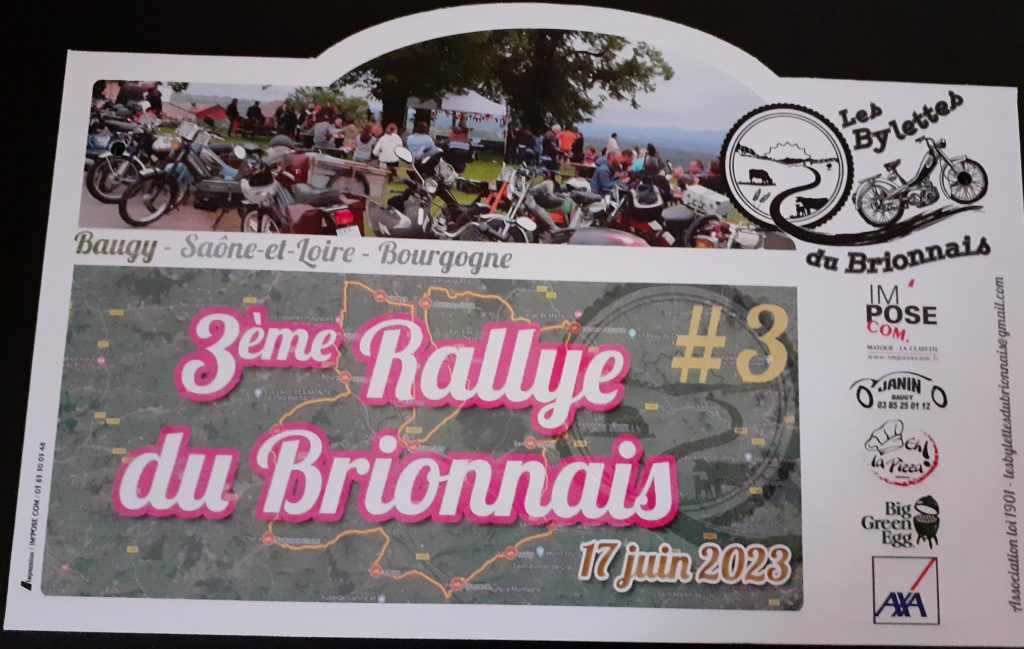 Les
Bylettes
du Brionnais
Baugy - Saône-et-Loire - Bourgogne
3ème Rallye
du Brionnais
#3
17 juin 2023
IM'POSE
COM.
MATOUR - LA CLAYETTE
www.imposecom.fr
JANIN
BAUGY
03 85 25 01 12
Eh!
la Pizza!
Big
Green
Egg
AXA
Association loi 1901 - lesbylettesdubrionnais@gmail.com